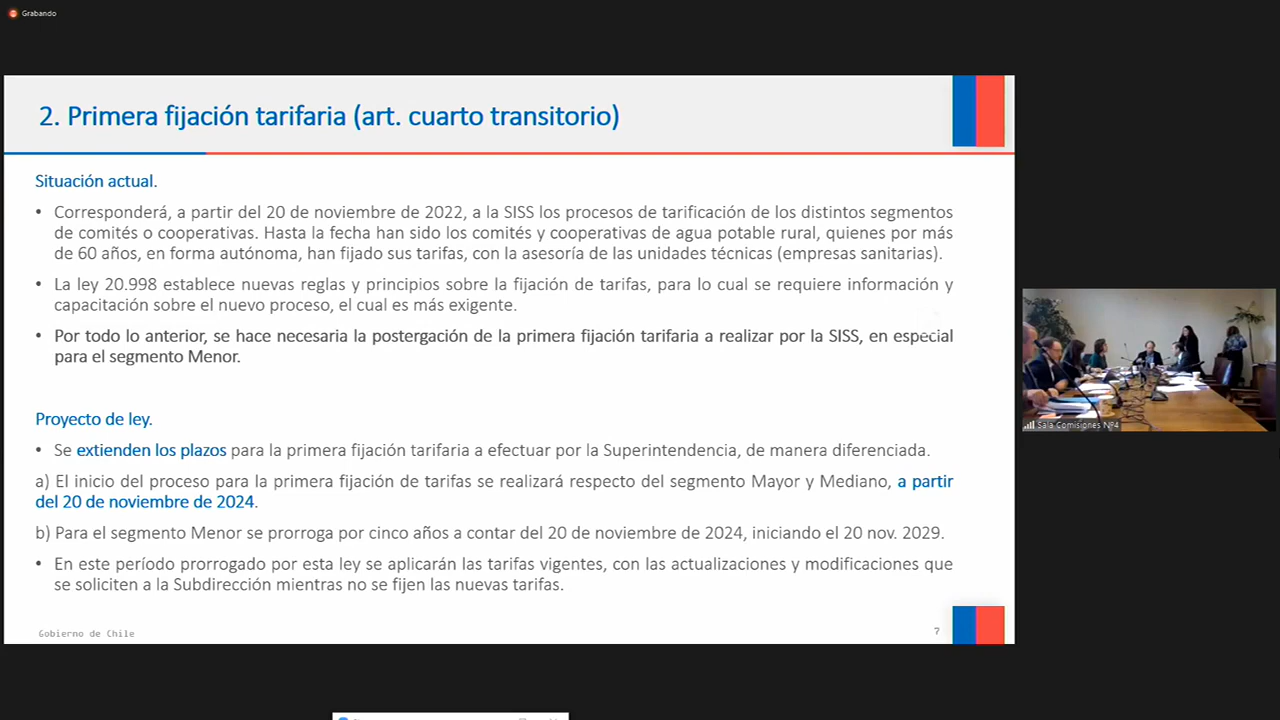 Grabando
2. Primera fijación tarifaria (art. cuarto transitorio)
Situación actual.
• Corresponderá, a partir del 20 de noviembre de 2022, a la SISS los procesos de tarificación de los distintos segmentos
de comités o cooperativas. Hasta la fecha han sido los comités y cooperativas de agua potable rural, quienes por más
de 60 años, en forma autónoma, han fijado sus tarifas, con la asesoría de las unidades técnicas (empresas sanitarias).
• La ley 20.998 establece nuevas reglas y principios sobre la fijación de tarifas, para lo cual se requiere información y
capacitación sobre el nuevo proceso, el cual es más exigente.
• Por todo lo anterior, se hace necesaria la postergación de la primera fijación tarifaria a realizar por la SISS, en especial
para el segmento Menor.
Proyecto de ley.
• Se extienden los plazos para la primera fijación tarifaria a efectuar por la Superintendencia, de manera diferenciada.
a) El inicio del proceso para la primera fijación de tarifas se realizará respecto del segmento Mayor y Mediano, a partir
del 20 de noviembre de 2024.
b) Para el segmento Menor se prorroga por cinco años a contar del 20 de noviembre de 2024, iniciando el 20 nov. 2029.
• En este período prorrogado por esta ley se aplicarán las tarifas vigentes, con las actualizaciones y modificaciones que
se soliciten a la Subdirección mientras no se fijen las nuevas tarifas.
Gobierno de Chile
7
Sala Comisiones Nº4